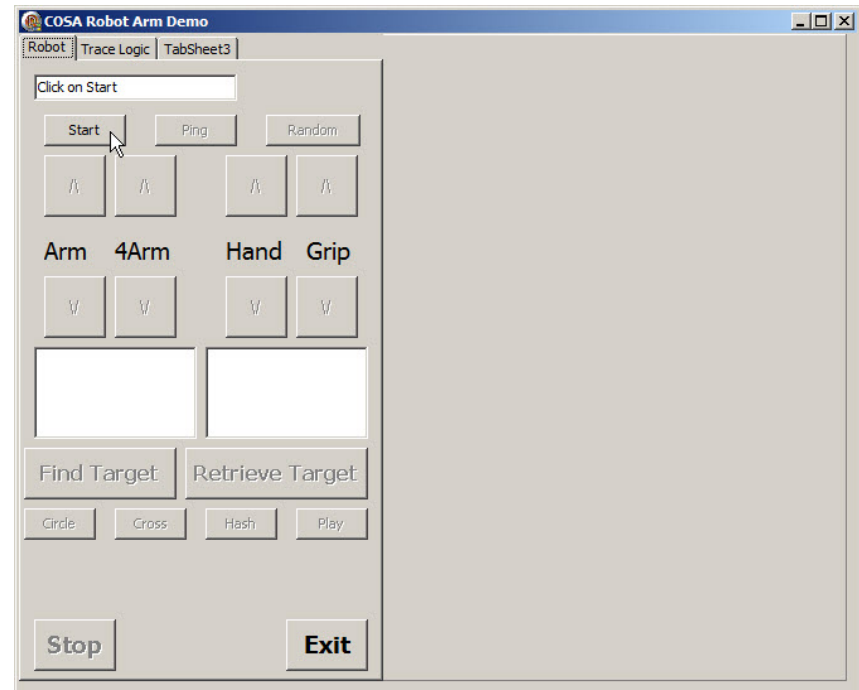 COSA Robot Arm Demo
Robot Trace Logic TabSheet3
Click on Start
Start Ping Random
/\ /\ /\ /\
Arm 4Arm Hand Grip
\/ \/ \/ \/
Find Target Retrieve Target
Circle Cross Hash Play
Stop Exit